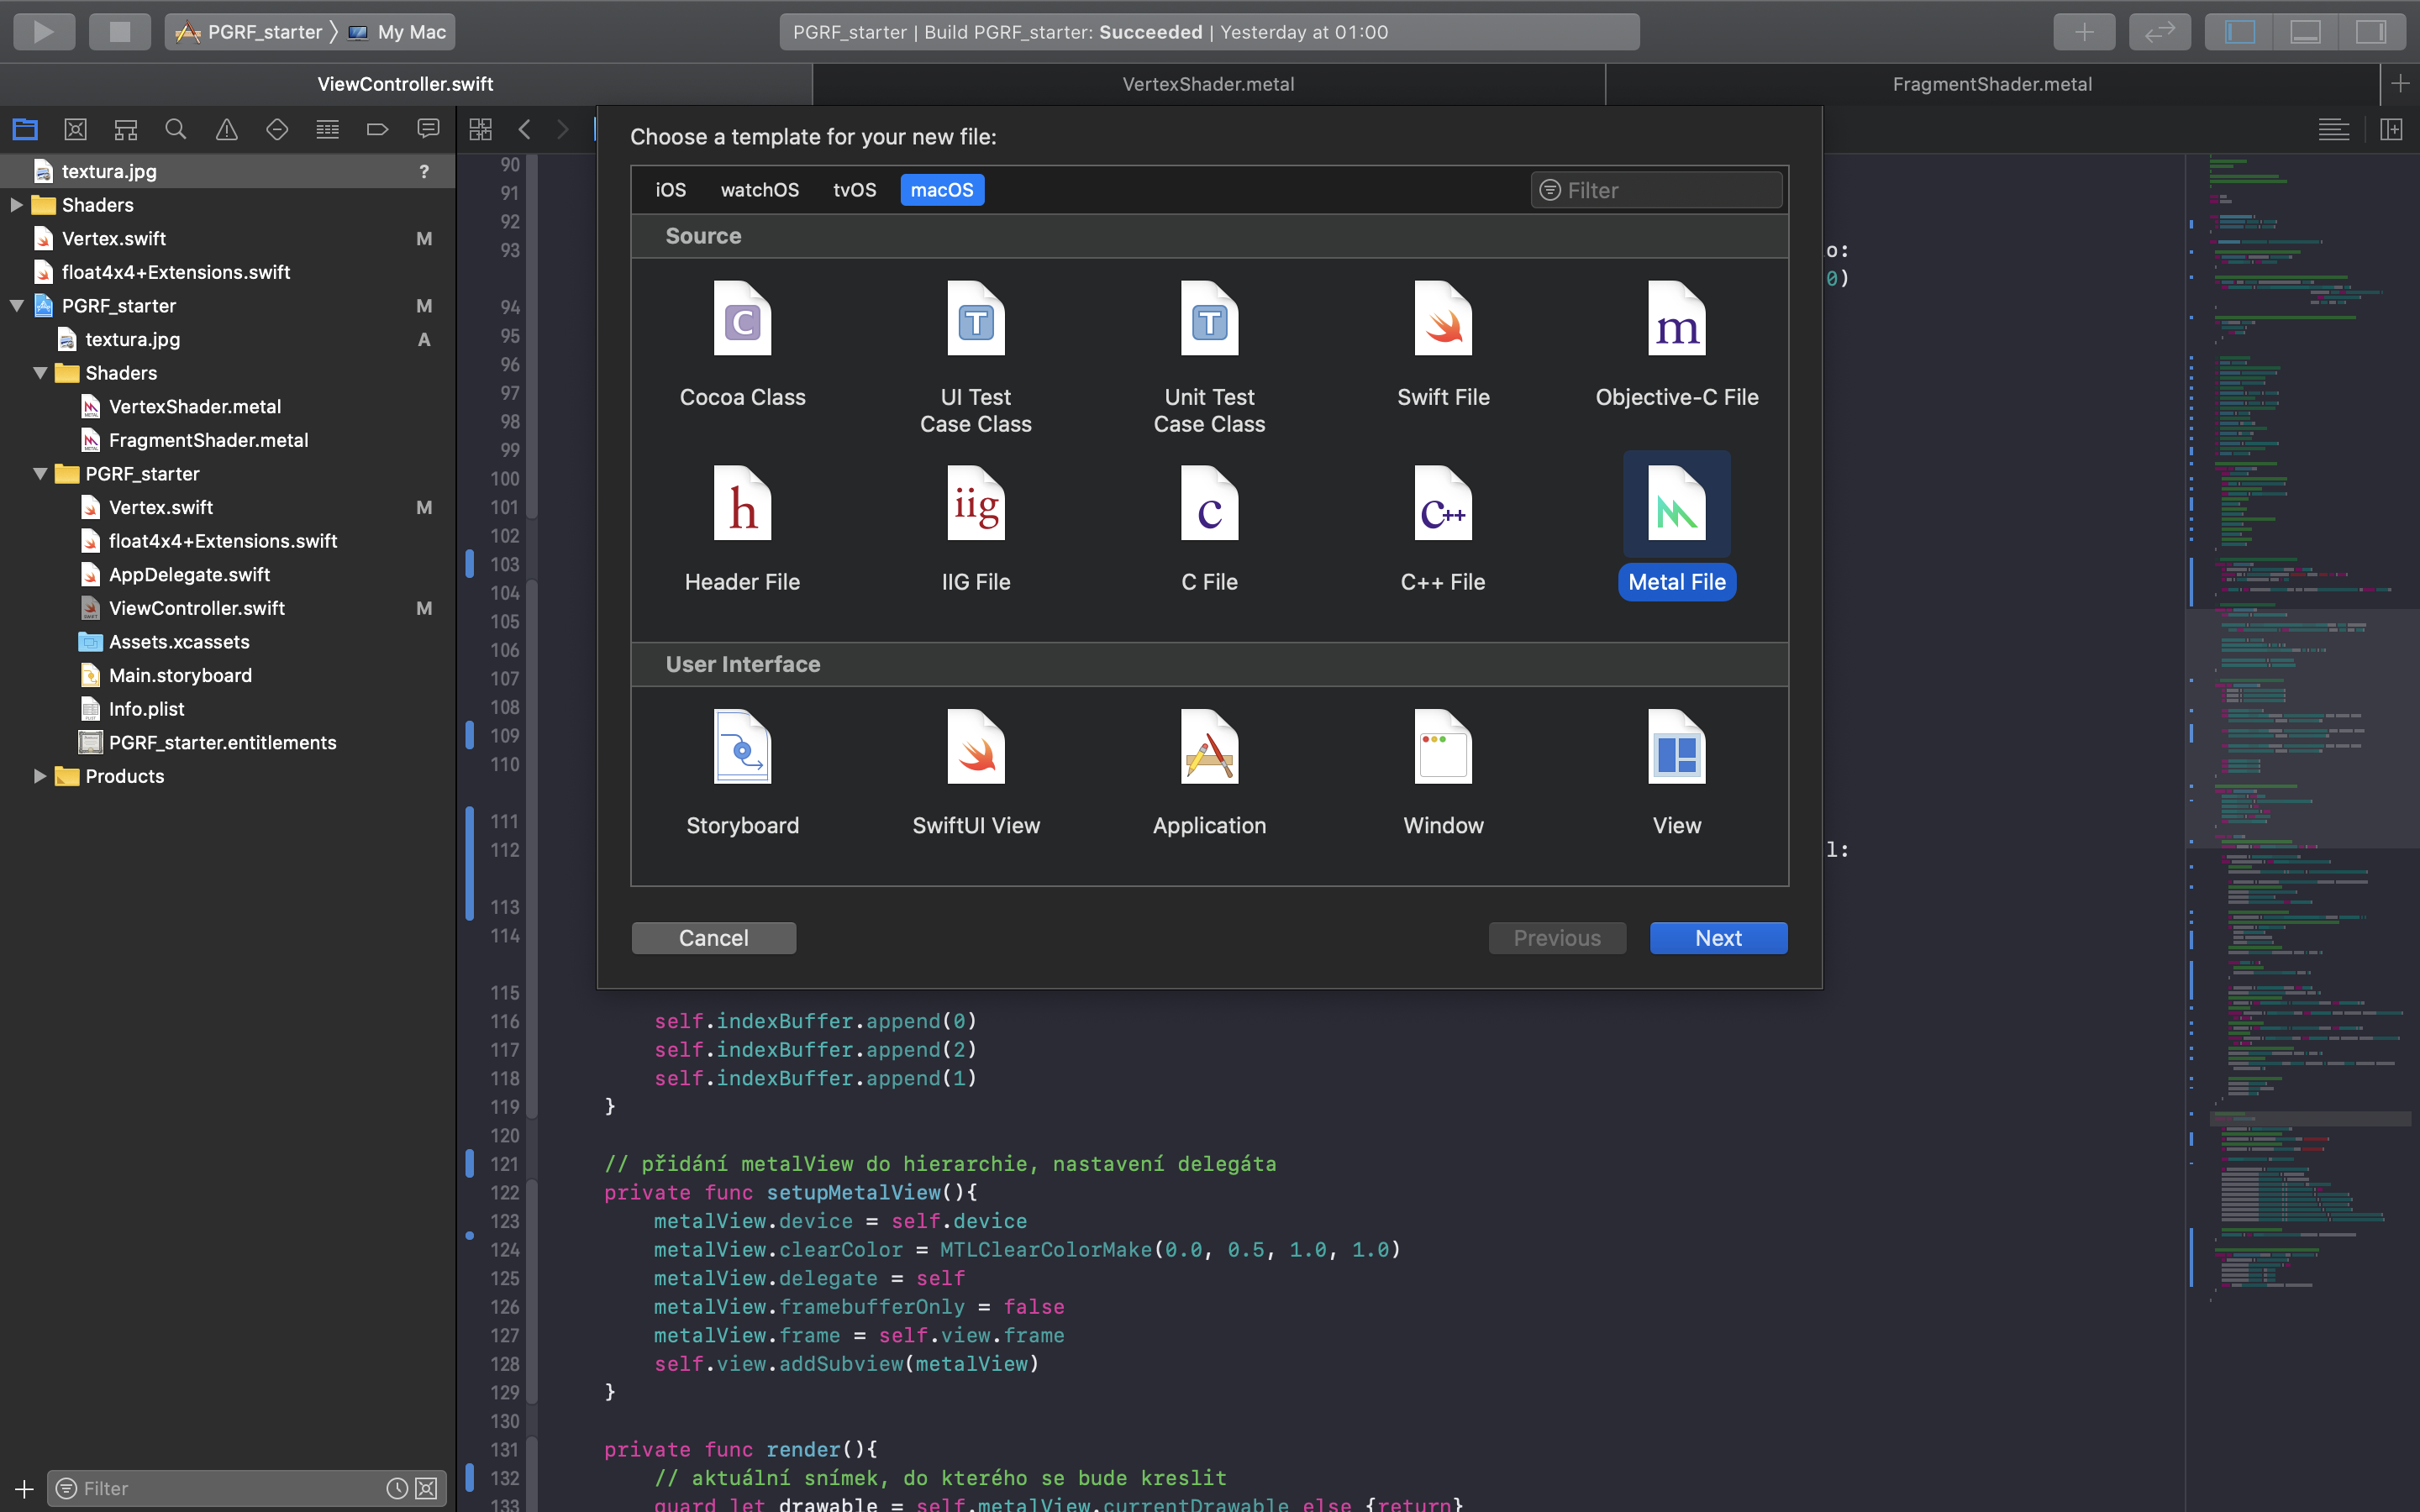 PGRF_starter
My Mac
PGRF_starter | Build PGRF_starter: Succeeded | Yesterday at 01:00
ViewController.swift
VertexShader.metal
FragmentShader.metal
textura.jpg ?
Shaders
Vertex.swift M
float4x4+Extensions.swift
PGRF_starter M
textura.jpg A
Shaders
VertexShader.metal
FragmentShader.metal
PGRF_starter
Vertex.swift M
float4x4+Extensions.swift
AppDelegate.swift
ViewController.swift M
Assets.xcassets
Main.storyboard
Info.plist
PGRF_starter.entitlements
Products
Filter
Choose a template for your new file:
iOS watchOS tvOS macOS
Filter
Source
C
T
T
m
Cocoa Class
UI Test
Case Class
Unit Test
Case Class
Swift File
Objective-C File
h
iig
c
c++
Header File
IIG File
C File
C++ File
Metal File
User Interface
Storyboard
SwiftUI View
Application
Window
View
Cancel
Previous
Next
90
91
92
93 o:
0)
94
95
96
97
98
99
100
101
102
103
104
105
106
107
108
109
110
111
112 l:
113
114
115
116 self.indexBuffer.append(0)
117 self.indexBuffer.append(2)
118 self.indexBuffer.append(1)
119 }
120
121 // přidání metalView do hierarchie, nastavení delegáta
122 private func setupMetalView(){
123 metalView.device = self.device
124 metalView.clearColor = MTLClearColorMake(0.0, 0.5, 1.0, 1.0)
125 metalView.delegate = self
126 metalView.framebufferOnly = false
127 metalView.frame = self.view.frame
128 self.view.addSubview(metalView)
129 }
130
131 private func render(){
132 // aktuální snímek, do kterého se bude kreslit
133 guard let drawable = self.metalView.currentDrawable else {return}